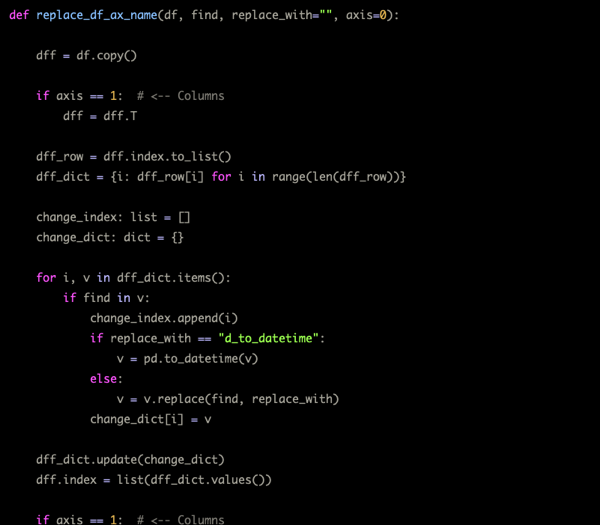 def replace_df_ax_name(df, find, replace_with="", axis=0):
dff = df.copy()
if axis == 1:  # <-- Columns
dff = dff.T
dff_row = dff.index.to_list()
dff_dict = {i: dff_row[i] for i in range(len(dff_row))}
change_index: list = []
change_dict: dict = {}
for i, v in dff_dict.items():
if find in v:
change_index.append(i)
if replace_with == "d_to_datetime":
v = pd.to_datetime(v)
else:
v = v.replace(find, replace_with)
change_dict[i] = v
dff_dict.update(change_dict)
dff.index = list(dff_dict.values())
if axis == 1:  # <-- Columns